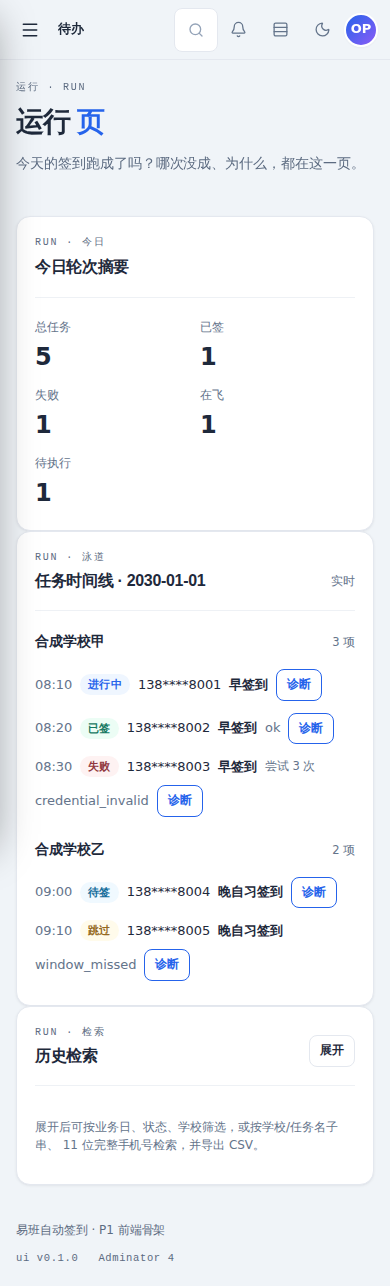 待办
OP
运行 · RUN
运行 页
今天的签到跑成了吗？哪次没成、为什么，都在这一页。
RUN · 今日
今日轮次摘要
总任务 已签
5 1
失败 在飞
1 1
待执行
1
RUN · 泳道
任务时间线 · 2030-01-01 实时
合成学校甲 3 项
08:10 进行中 138****8001 早签到 诊断
08:20 已签 138****8002 早签到 ok 诊断
08:30 失败 138****8003 早签到 尝试 3 次
credential_invalid 诊断
合成学校乙 2 项
09:00 待签 138****8004 晚自习签到 诊断
09:10 跳过 138****8005 晚自习签到
window_missed 诊断
RUN · 检索
历史检索 展开
展开后可按业务日、状态、学校筛选，或按学校/任务名子
串、 11 位完整手机号检索，并导出 CSV。
易班自动签到 · P1 前端骨架
ui v0.1.0 Adminator 4